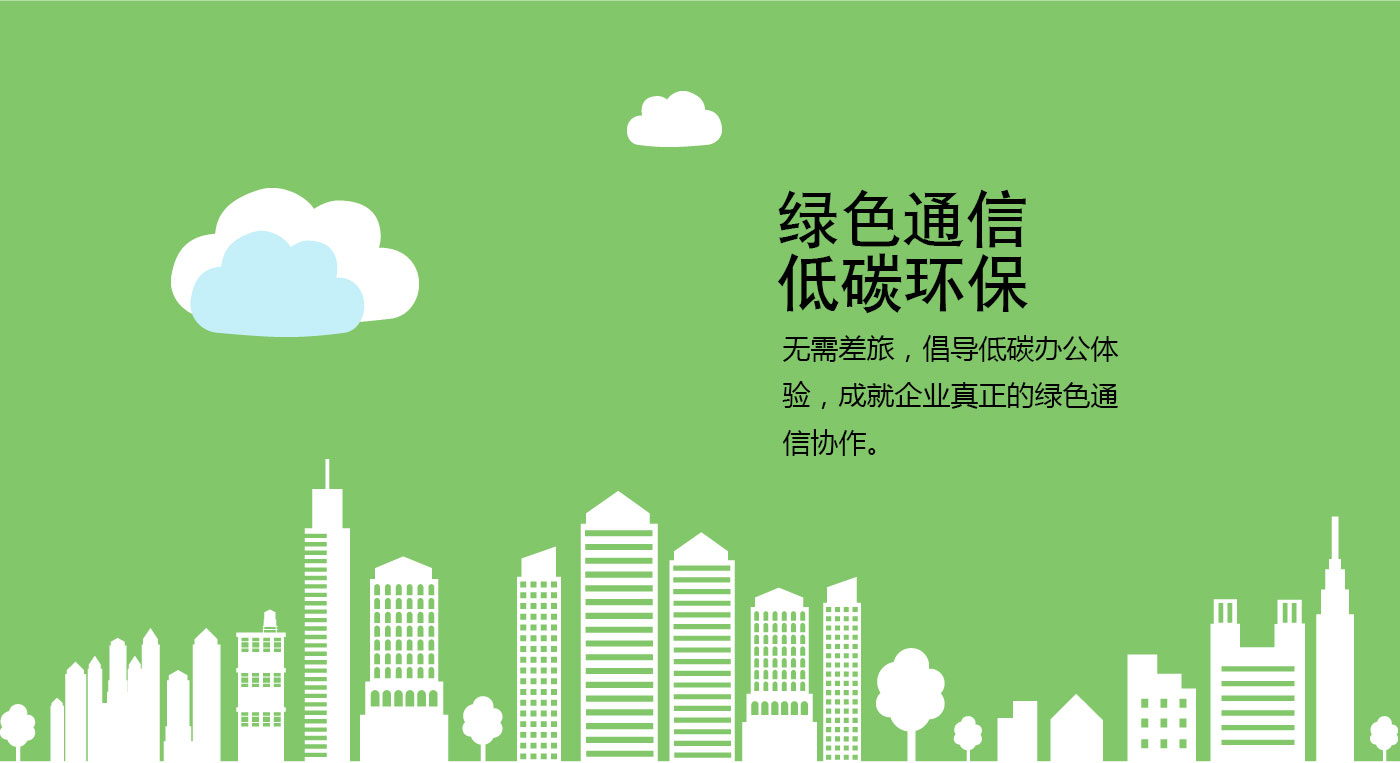 绿色通信
低碳环保
无需差旅，倡导低碳办公体
验，成就企业真正的绿色通
信协作。